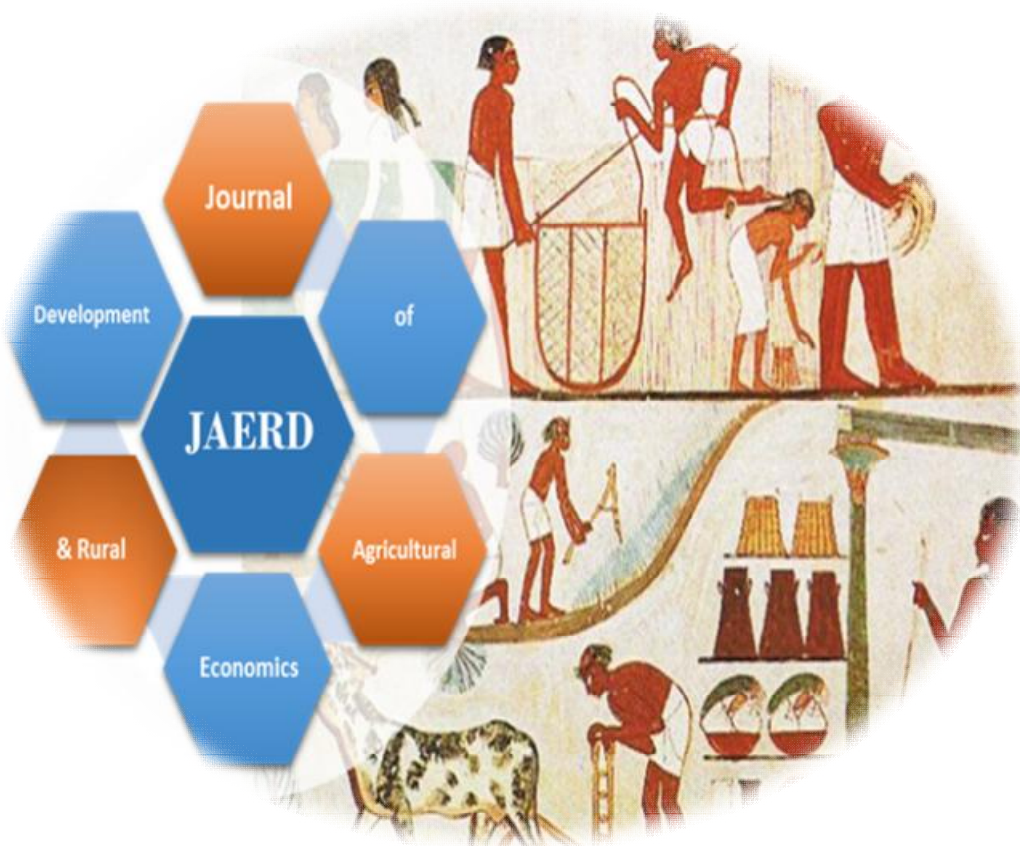 Journal
of
Agricultural
Economics
& Rural
Development
JAERD